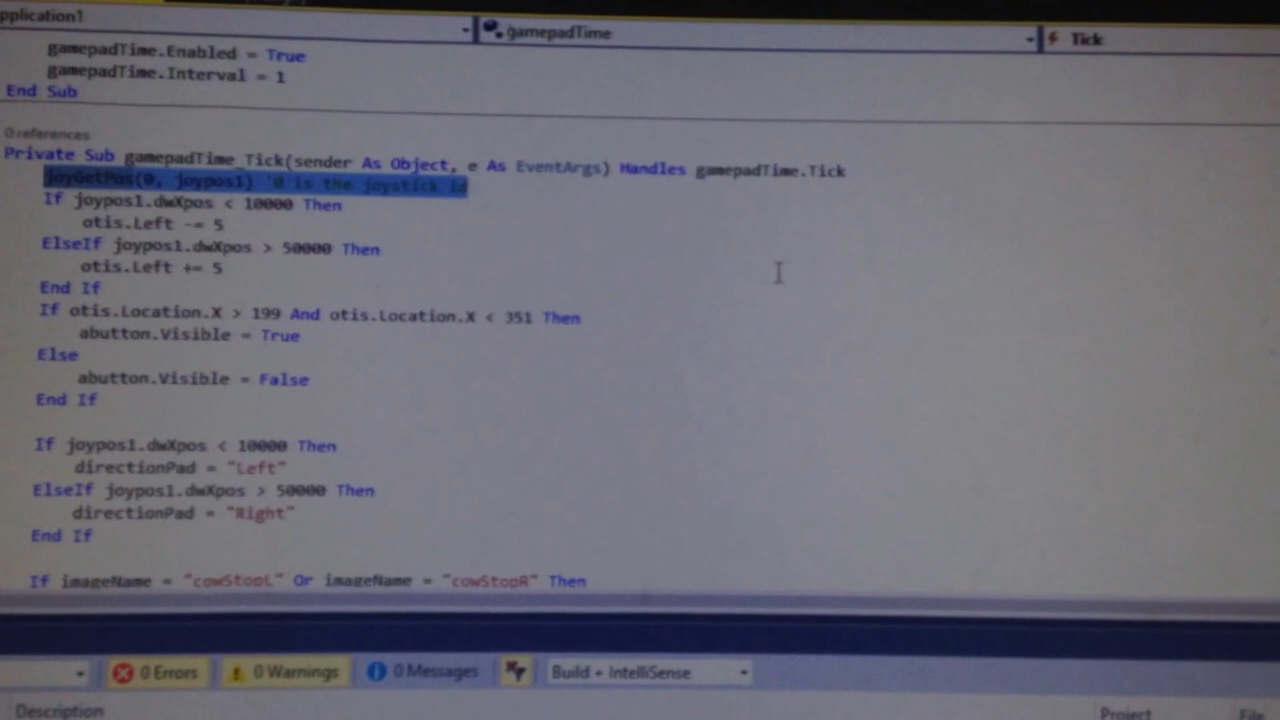 pplication1
gamepadTime
Tick
gamepadTime.Enabled = True
gamepadTime.Interval = 1
End Sub
0 references
Private Sub gamepadTime_Tick(sender As Object, e As EventArgs) Handles gamepadTime.Tick
joyGetPos(0, joypos1) '0 is the joystick id
If joypos1.dwXpos < 10000 Then
otis.Left -= 5
ElseIf joypos1.dwXpos > 50000 Then
otis.Left += 5
End If
If otis.Location.X > 199 And otis.Location.X < 351 Then
abutton.Visible = True
Else
abutton.Visible = False
End If
If joypos1.dwXpos < 10000 Then
directionPad = "Left"
ElseIf joypos1.dwXpos > 50000 Then
directionPad = "Right"
End If
If imageName = "cowStopL" Or imageName = "cowStopR" Then
0 Errors
0 Warnings
0 Messages
Build + IntelliSense
Description
Project
File